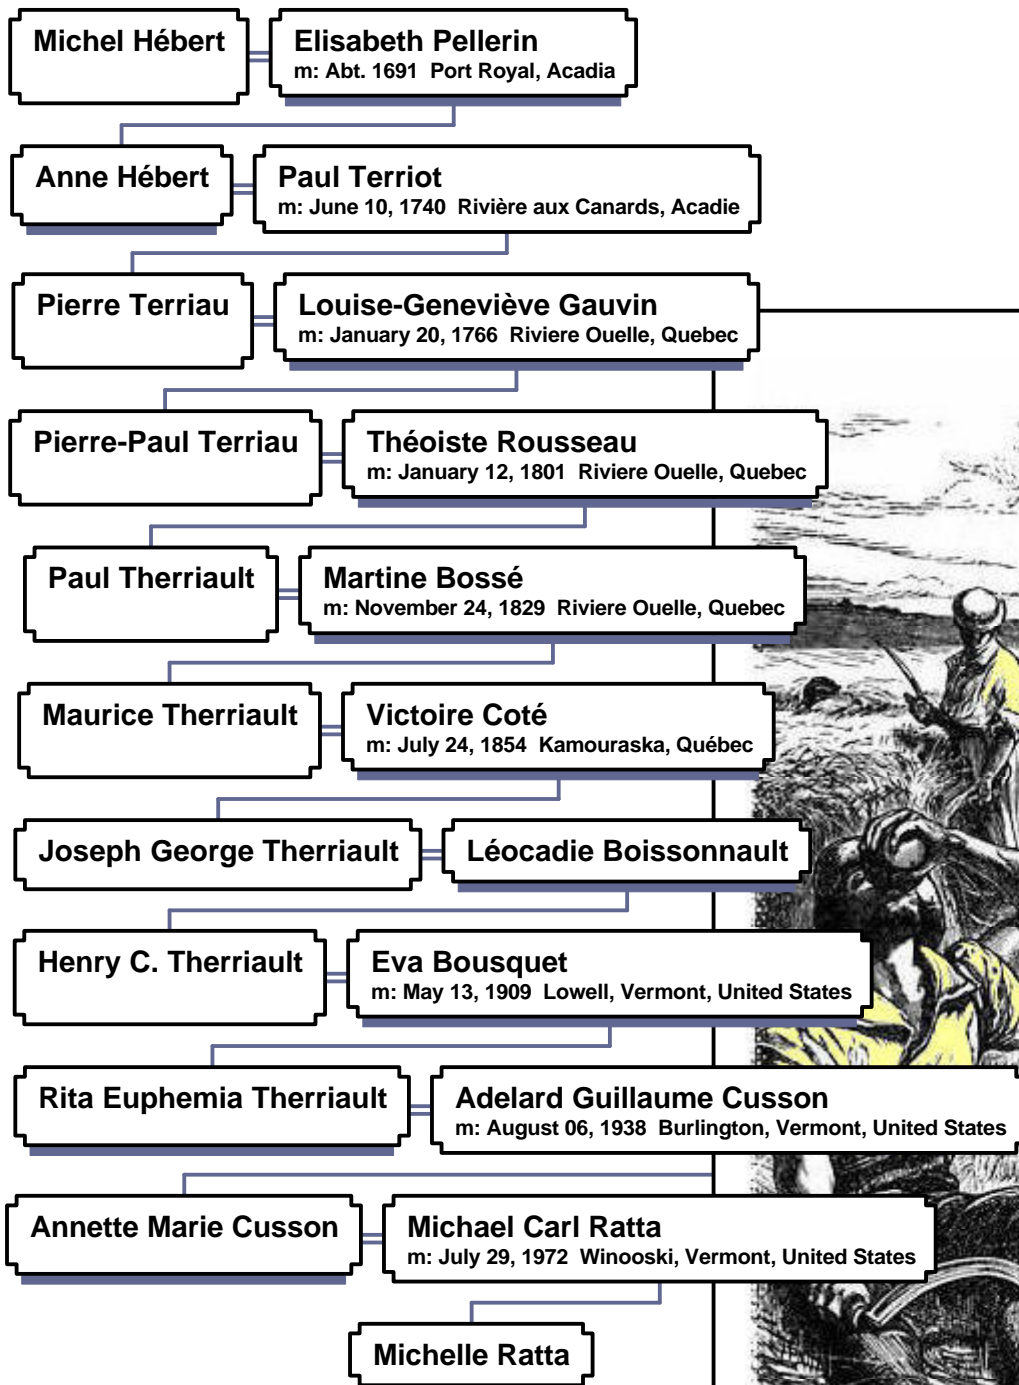 Michel Hébert
Elisabeth Pellerin
m: Abt. 1691  Port Royal, Acadia
Anne Hébert
Paul Terriot
m: June 10, 1740  Rivière aux Canards, Acadie
Pierre Terriau
Louise-Geneviève Gauvin
m: January 20, 1766  Riviere Ouelle, Quebec
Pierre-Paul Terriau
Théoiste Rousseau
m: January 12, 1801  Riviere Ouelle, Quebec
Paul Therriault
Martine Bossé
m: November 24, 1829  Riviere Ouelle, Quebec
Maurice Therriault
Victoire Coté
m: July 24, 1854  Kamouraska, Québec
Joseph George Therriault
Léocadie Boissonnault
Henry C. Therriault
Eva Bousquet
m: May 13, 1909  Lowell, Vermont, United States
Rita Euphemia Therriault
Adelard Guillaume Cusson
m: August 06, 1938  Burlington, Vermont, United States
Annette Marie Cusson
Michael Carl Ratta
m: July 29, 1972  Winooski, Vermont, United States
Michelle Ratta